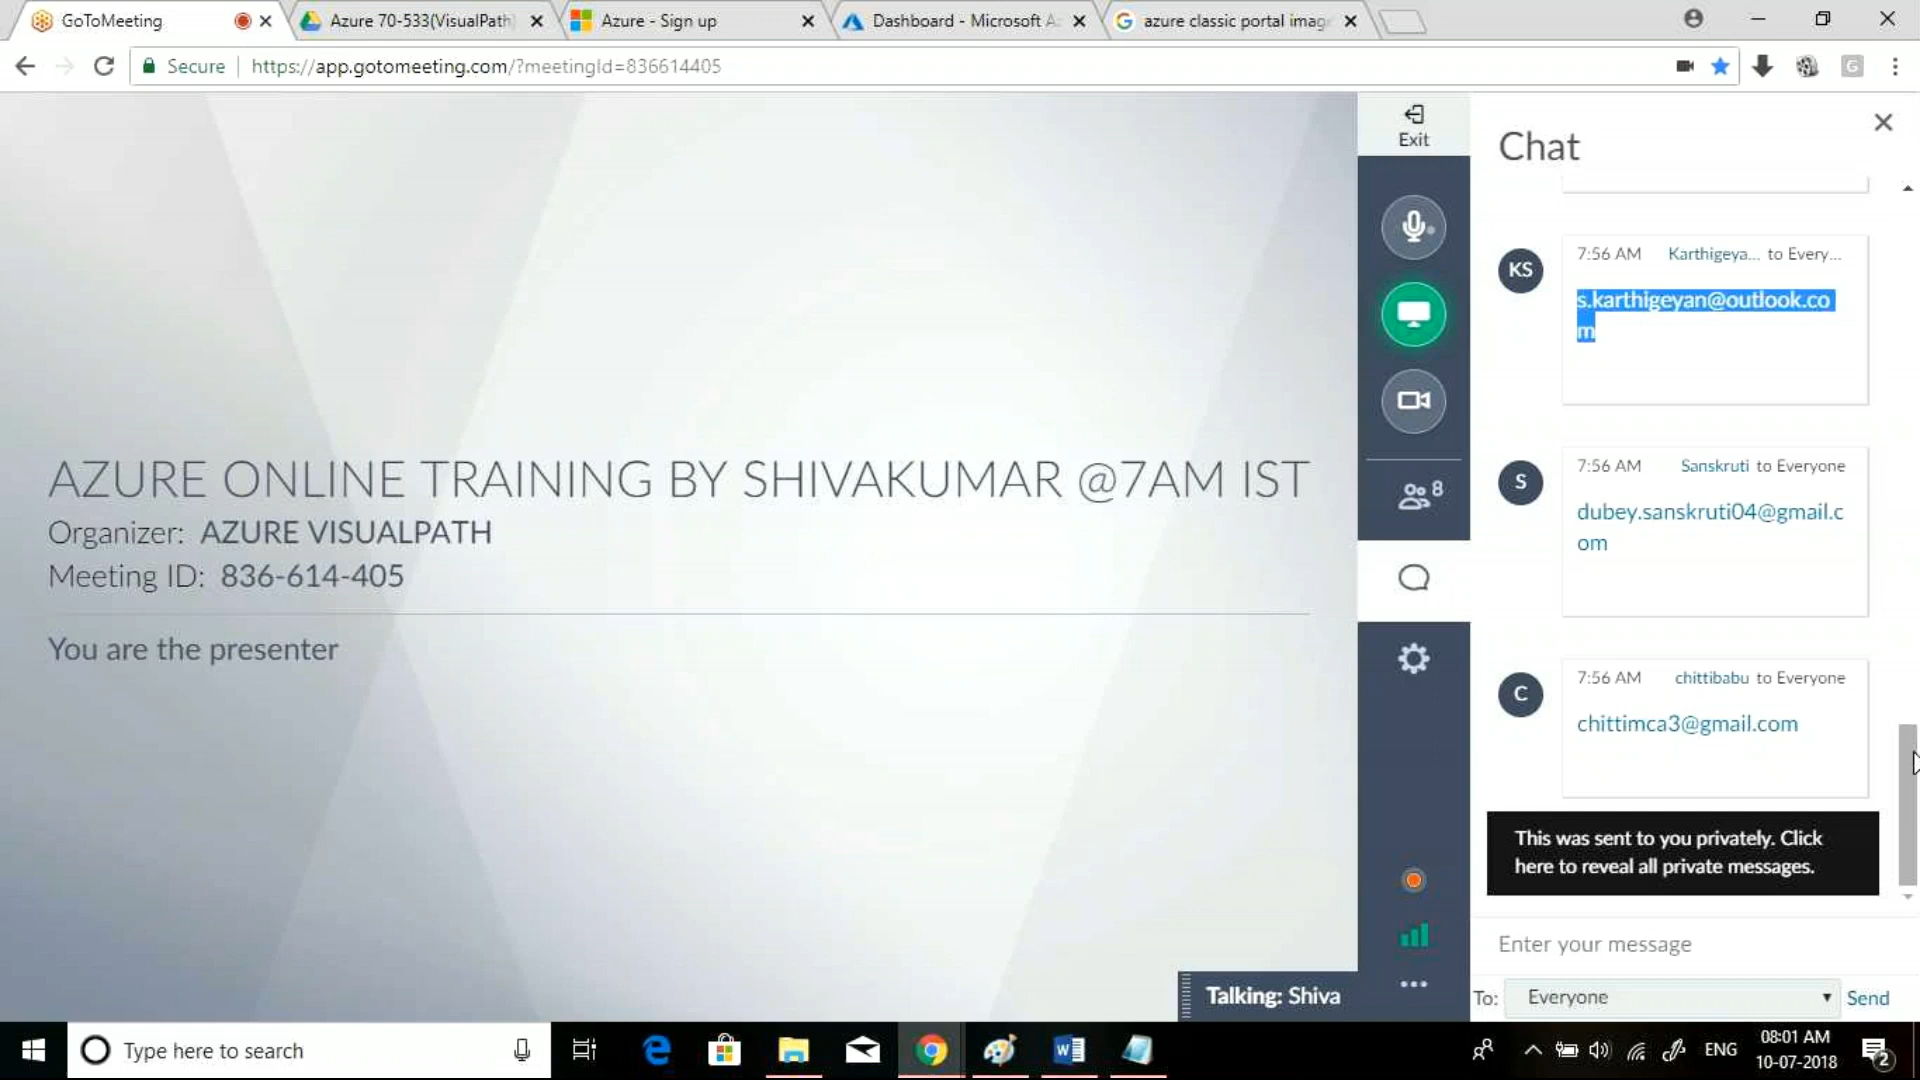 GoToMeeting
Azure 70-533(VisualPath
Azure - Sign up
Dashboard - Microsoft A
azure classic portal imag
Secure
https://app.gotomeeting.com/?meetingId=836614405
G
Exit
Chat
KS
7:56 AM Karthigeya... to Every...
s.karthigeyan@outlook.co
m
AZURE ONLINE TRAINING BY SHIVAKUMAR @7AM IST
Organizer: AZURE VISUALPATH
Meeting ID: 836-614-405
You are the presenter
8
S
7:56 AM Sanskruti to Everyone
dubey.sanskruti04@gmail.c
om
C
7:56 AM chittibabu to Everyone
chittimca3@gmail.com
This was sent to you privately. Click
here to reveal all private messages.
Enter your message
Talking: Shiva
To: Everyone Send
Type here to search
ENG
08:01 AM
10-07-2018
2